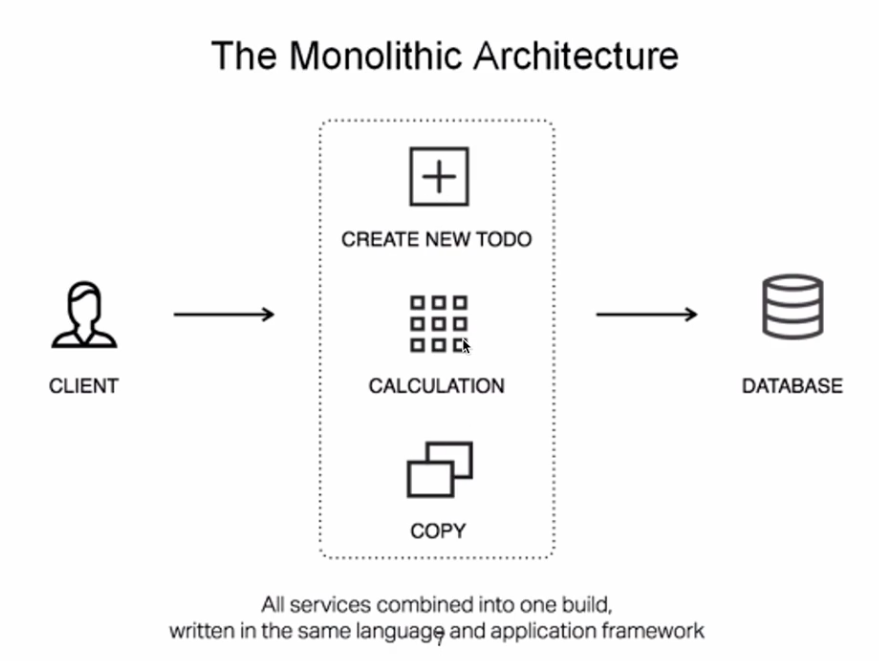 The Monolithic Architecture
CREATE NEW TODO
CLIENT
CALCULATION
DATABASE
COPY
All services combined into one build,
written in the same language and application framework
7